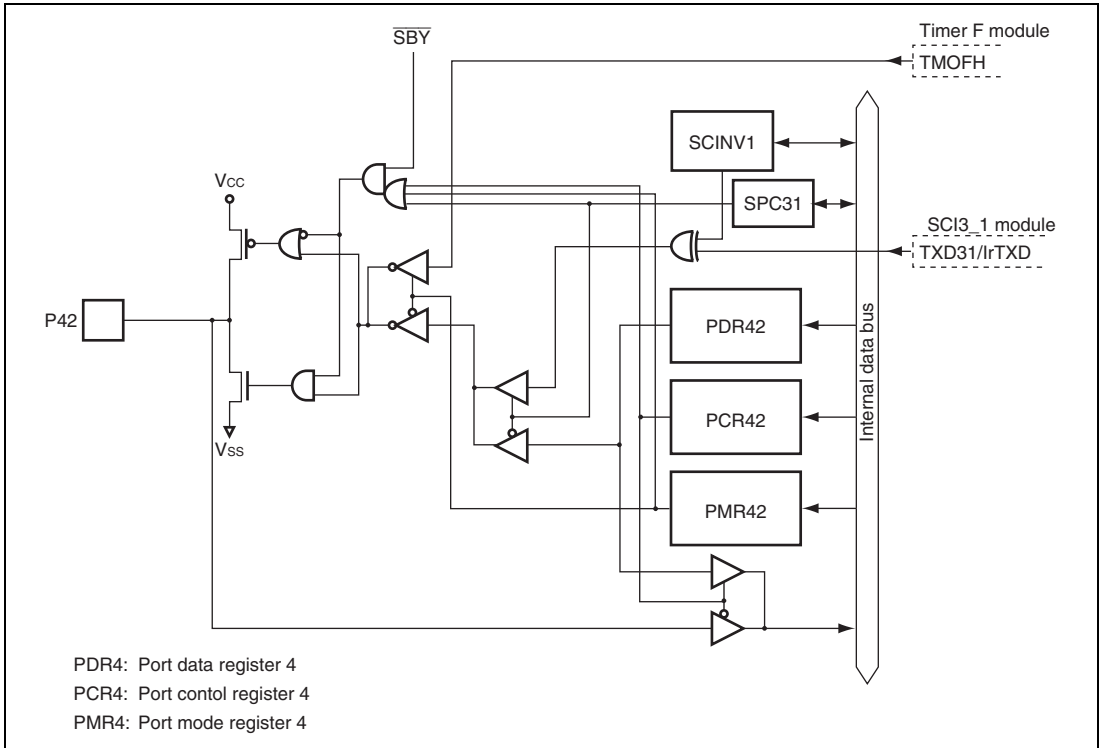 Timer F module
SBY
TMOFH
SCINV1
VCC
SPC31
SCI3_1 module
TXD31/IrTXD
P42
PDR42
Internal data bus
PCR42
VSS
PMR42
PDR4: Port data register 4
PCR4: Port contol register 4
PMR4: Port mode register 4